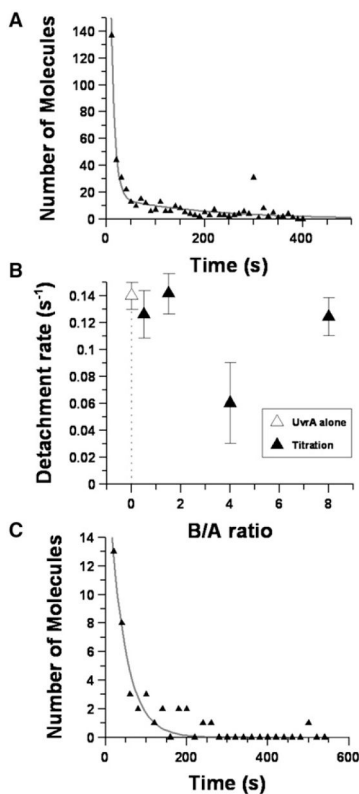 A
Number of Molecules
140
120
100
80
60
40
20
0
0 200 400
Time (s)
B
Detachment rate (s⁻¹)
0.14
0.12
0.10
0.08
0.06
0.04
0.02
0
UvrA alone
Titration
0 2 4 6 8
B/A ratio
C
Number of Molecules
14
12
10
8
6
4
2
0
0 200 400 600
Time (s)